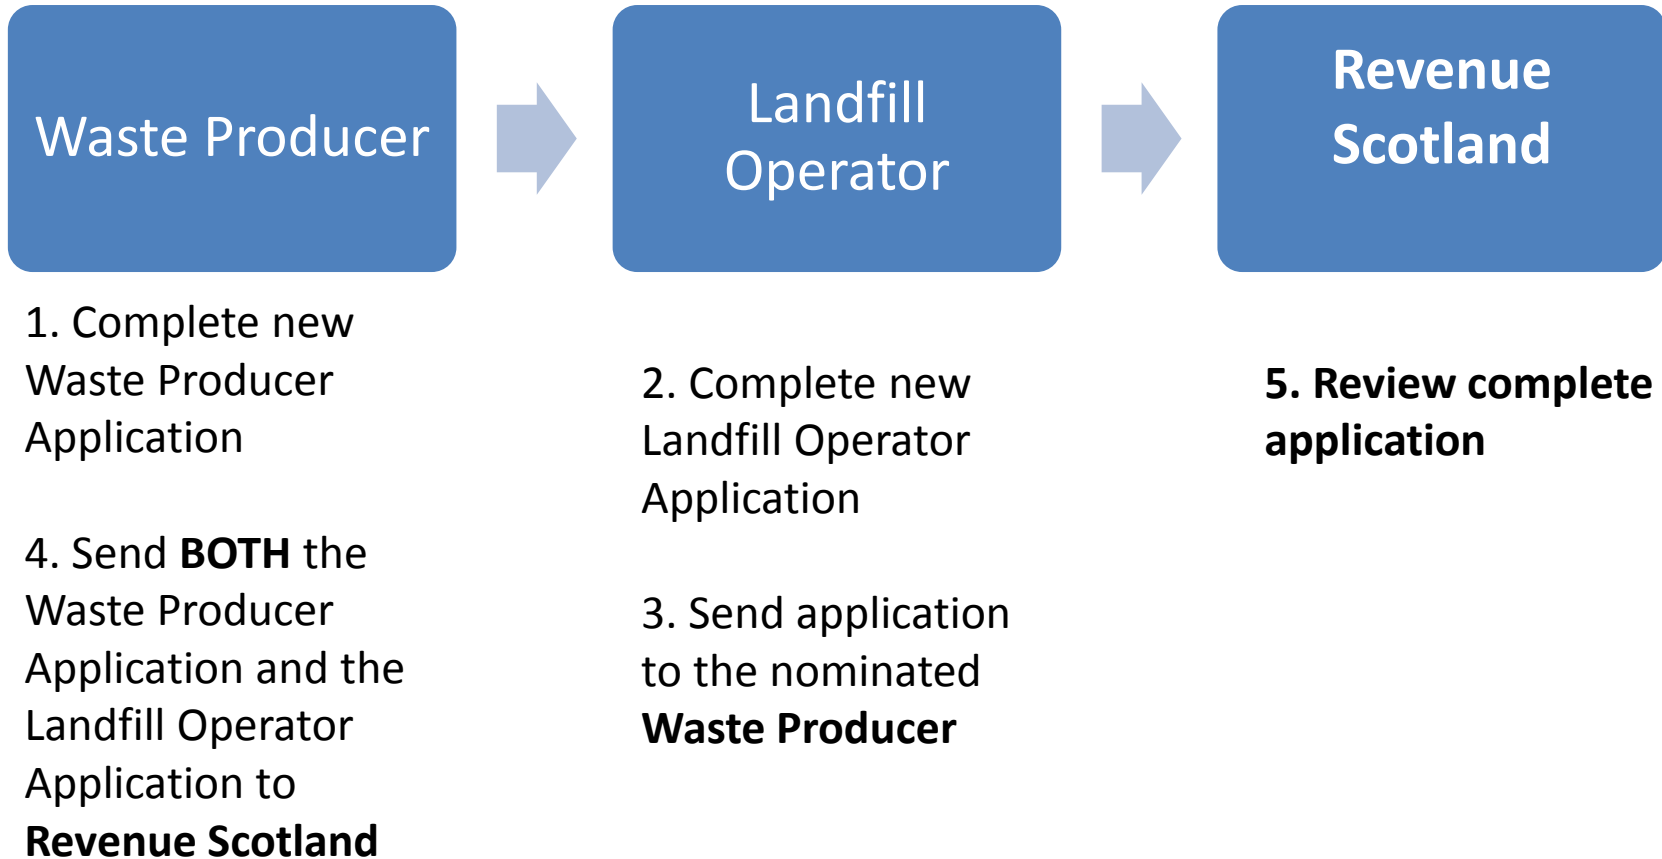 Waste Producer
Landfill
Operator
Revenue
Scotland
1. Complete new
Waste Producer
Application
4. Send BOTH the
Waste Producer
Application and the
Landfill Operator
Application to
Revenue Scotland
2. Complete new
Landfill Operator
Application
3. Send application
to the nominated
Waste Producer
5. Review complete
application